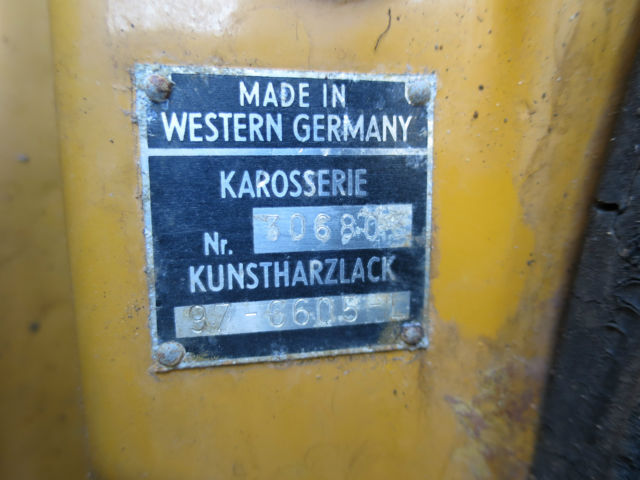 MADE IN
WESTERN GERMANY
KAROSSERIE
Nr.
KUNSTHARZLACK